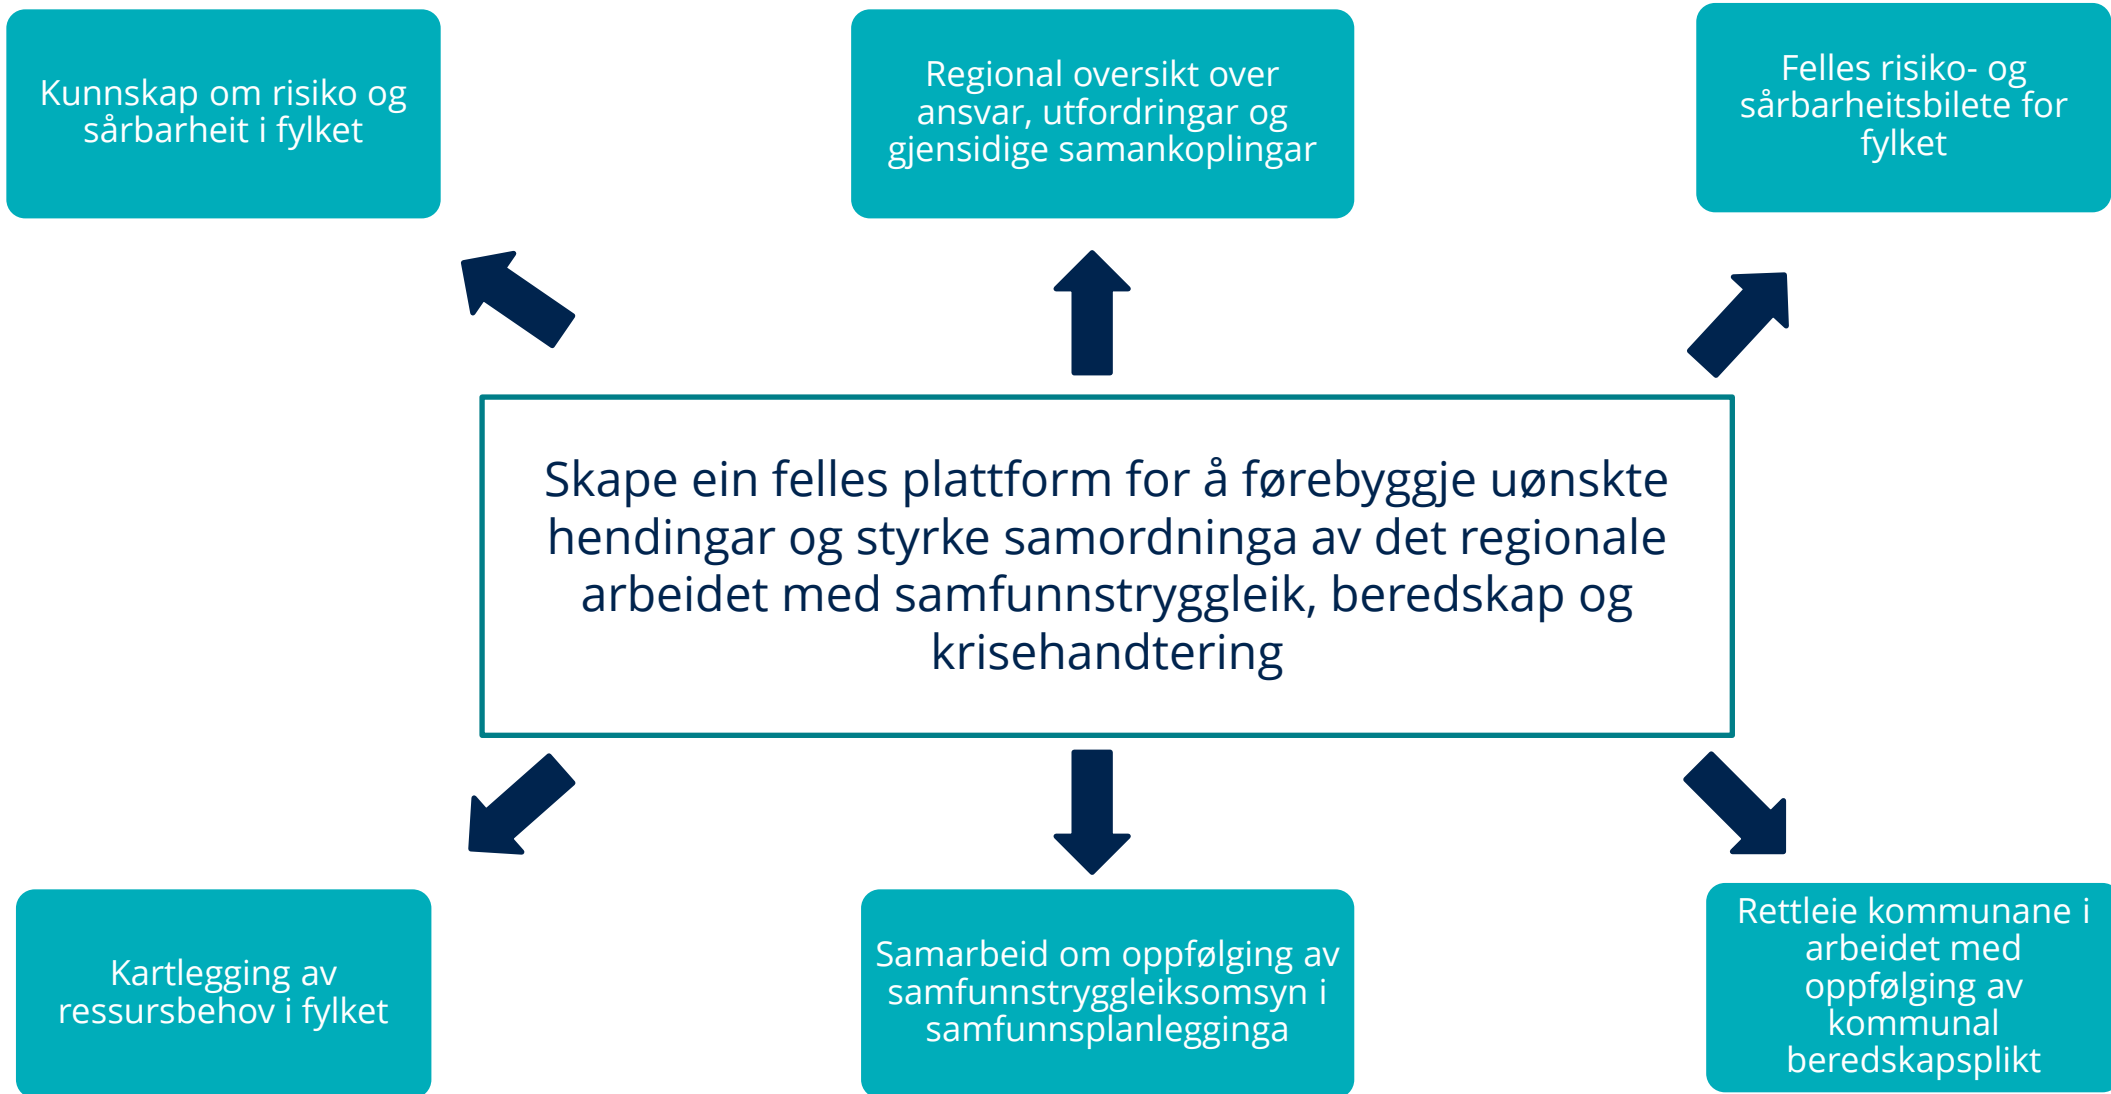 Kunnskap om risiko og
sårbarheit i fylket
Regional oversikt over
ansvar, utfordringar og
gjensidige samankoplingar
Felles risiko- og
sårbarheitsbilete for
fylket
Skape ein felles plattform for å førebyggje uønskte
hendingar og styrke samordninga av det regionale
arbeidet med samfunnstryggleik, beredskap og
krisehandtering
Kartlegging av
ressursbehov i fylket
Samarbeid om oppfølging av
samfunnstryggleiksomsyn i
samfunnsplanlegginga
Rettleie kommunane i
arbeidet med
oppfølging av
kommunal
beredskapsplikt